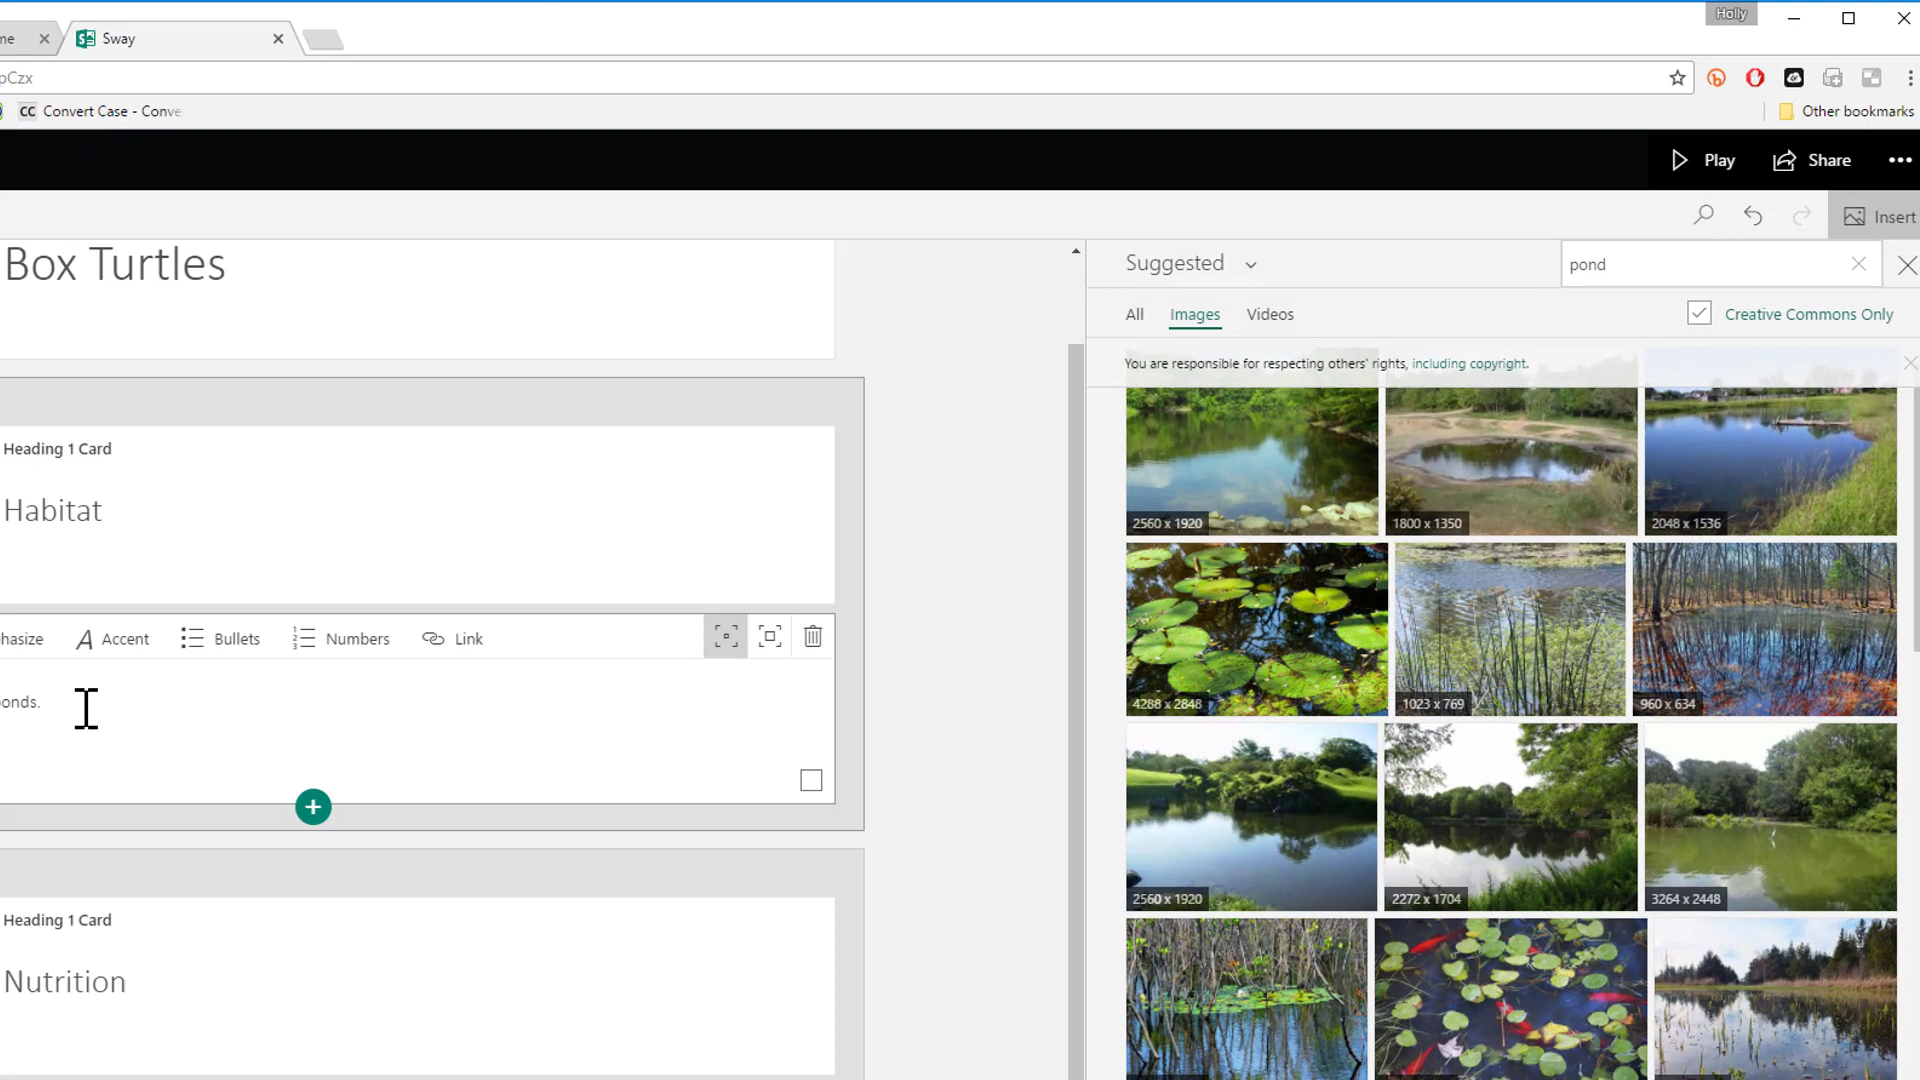 Holly
me
Sway
pCzx
CC Convert Case - Conve
Other bookmarks
Play
Share
Insert
Box Turtles
Suggested
pond
All
Images
Videos
Creative Commons Only
You are responsible for respecting others' rights, including copyright.
Heading 1 Card
Habitat
2560 x 1920
1800 x 1350
2048 x 1536
hasize
A Accent
Bullets
Numbers
Link
onds.
4288 x 2848
1023 x 769
960 x 634
2560 x 1920
2272 x 1704
3264 x 2448
Heading 1 Card
Nutrition